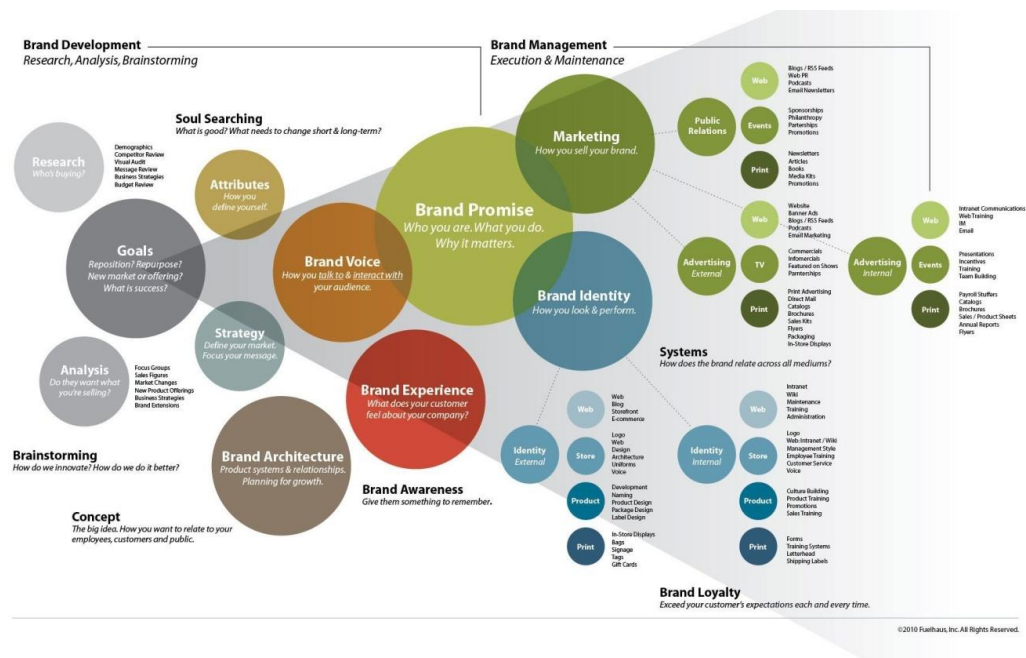 Brand Development
Research, Analysis, Brainstorming
Brand Management
Execution & Maintenance
Soul Searching
What is good? What needs to change short & long-term?
Research
Who's buying?
Demographics
Competitor Review
Visual Audit
Message Review
Business Strategies
Budget Review
Attributes
How you
define yourself.
Goals
Reposition? Repurpose?
New market or offering?
What is success?
Brand Voice
How you talk to & interact with
your audience.
Brand Promise
Who you are. What you do.
Why it matters.
Strategy
Define your market.
Focus your message.
Analysis
Do they want what
you're selling?
Focus Groups
Sales Figures
Market Changes
New Product Offerings
Business Strategies
Brand Extensions
Brand Experience
What does your customer
feel about your company?
Brand Architecture
Product systems & relationships.
Planning for growth.
Brainstorming
How do we innovate? How do we do it better?
Concept
The big idea. How you want to relate to your
employees, customers and public.
Brand Awareness
Give them something to remember.
Marketing
How you sell your brand.
Brand Identity
How you look & perform.
Public
Relations
Web
Blogs / RSS Feeds
Web PR
Podcasts
Email Newsletters
Events
Sponsorships
Philanthropy
Parterships
Promotions
Print
Newsletters
Articles
Books
Media Kits
Promotions
Advertising
External
Web
Website
Banner Ads
Blogs / RSS Feeds
Podcasts
Email Marketing
TV
Commercials
Infomercials
Featured on Shows
Parnterships
Print
Print Advertising
Direct Mail
Catalogs
Brochures
Sales Kits
Flyers
Packaging
In-Store Displays
Advertising
Internal
Web
Intranet Communications
Web Training
IM
Email
Events
Presentations
Incentives
Training
Team Building
Print
Payroll Stuffers
Catalogs
Brochures
Sales / Product Sheets
Annual Reports
Flyers
Systems
How does the brand relate across all mediums?
Identity
External
Web
Web
Blog
Storefront
E-commerce
Store
Logo
Web
Design
Architecture
Uniforms
Voice
Product
Development
Naming
Product Design
Package Design
Label Design
Print
In-Store Displays
Bags
Signage
Tags
Gift Cards
Identity
Internal
Web
Intranet
Wiki
Maintenance
Training
Administration
Store
Logo
Web: Intranet / Wiki
Management Style
Employee Training
Customer Service
Voice
Product
Culture Building
Product Training
Promotions
Sales Training
Print
Forms
Training Systems
Letterhead
Shipping Labels
Brand Loyalty
Exceed your customer's expectations each and every time.
©2010 Fuelhaus, Inc. All Rights Reserved.